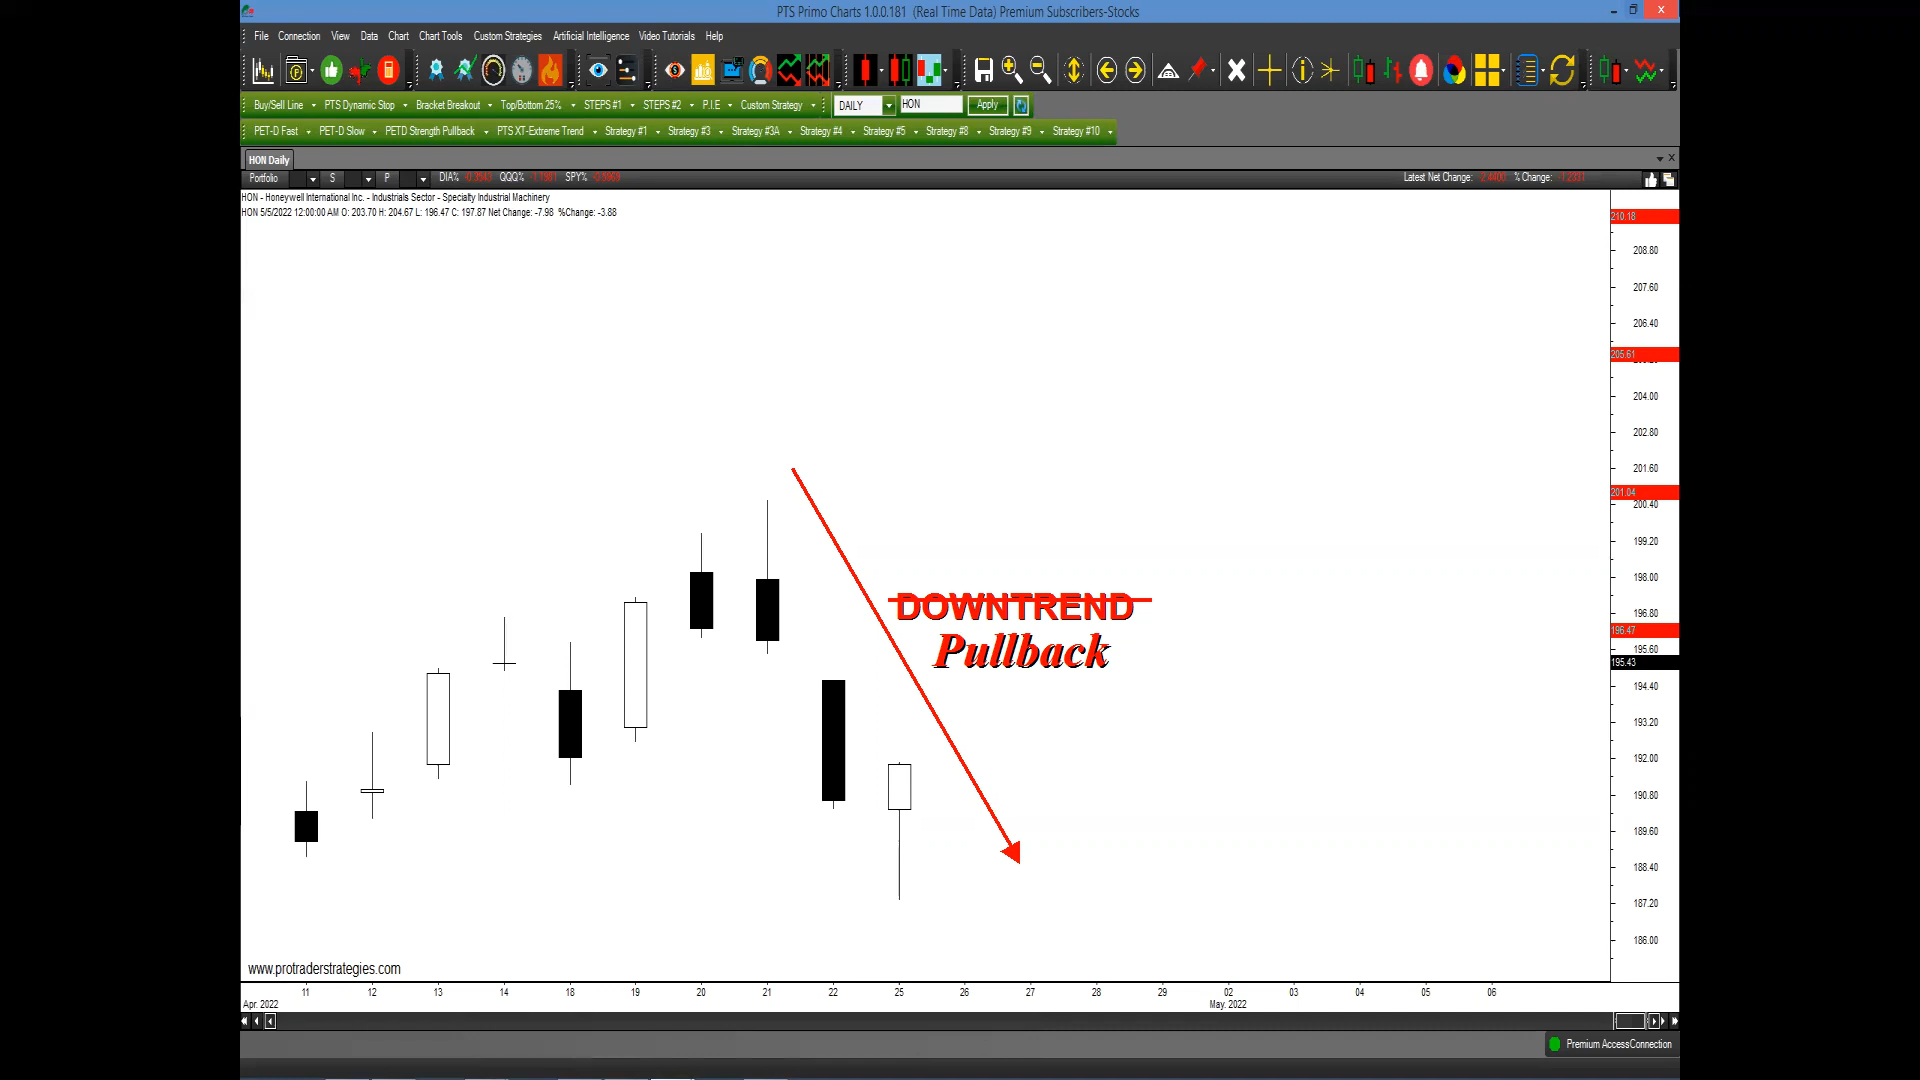 PTS Primo Charts 1.0.0.181 (Real Time Data) Premium Subscribers-Stocks
File Connection View Data Chart Chart Tools Custom Strategies Artificial Intelligence Video Tutorials Help
Buy/Sell Line PTS Dynamic Stop Bracket Breakout Top/Bottom 25% STEPS #1 STEPS #2 P.I.E Custom Strategy DAILY HON Apply
PET-D Fast PET-D Slow PETD Strength Pullback PTS XT-Extreme Trend Strategy #1 Strategy #3 Strategy #3A Strategy #4 Strategy #5 Strategy #8 Strategy #9 Strategy #10
HON Daily
Portfolio S P DIA% QQQ% SPY% Latest Net Change: % Change:
HON - Honeywell International Inc. - Industrials Sector - Specialty Industrial Machinery
HON 5/5/2022 12:00:00 AM O: 203.70 H: 204.67 L: 196.47 C: 197.87 Net Change: -7.98 %Change: -3.88
210.18
208.80
207.60
206.40
205.61
204.00
202.80
201.60
201.04
200.40
199.20
198.00
DOWNTREND
196.80
196.47
Pullback
195.60
195.43
194.40
193.20
192.00
190.80
189.60
188.40
187.20
186.00
www.protraderstrategies.com
11 12 13 14 18 19 20 21 22 25 26 27 28 29 02 03 04 05 06
Apr. 2022 May. 2022
Premium AccessConnection